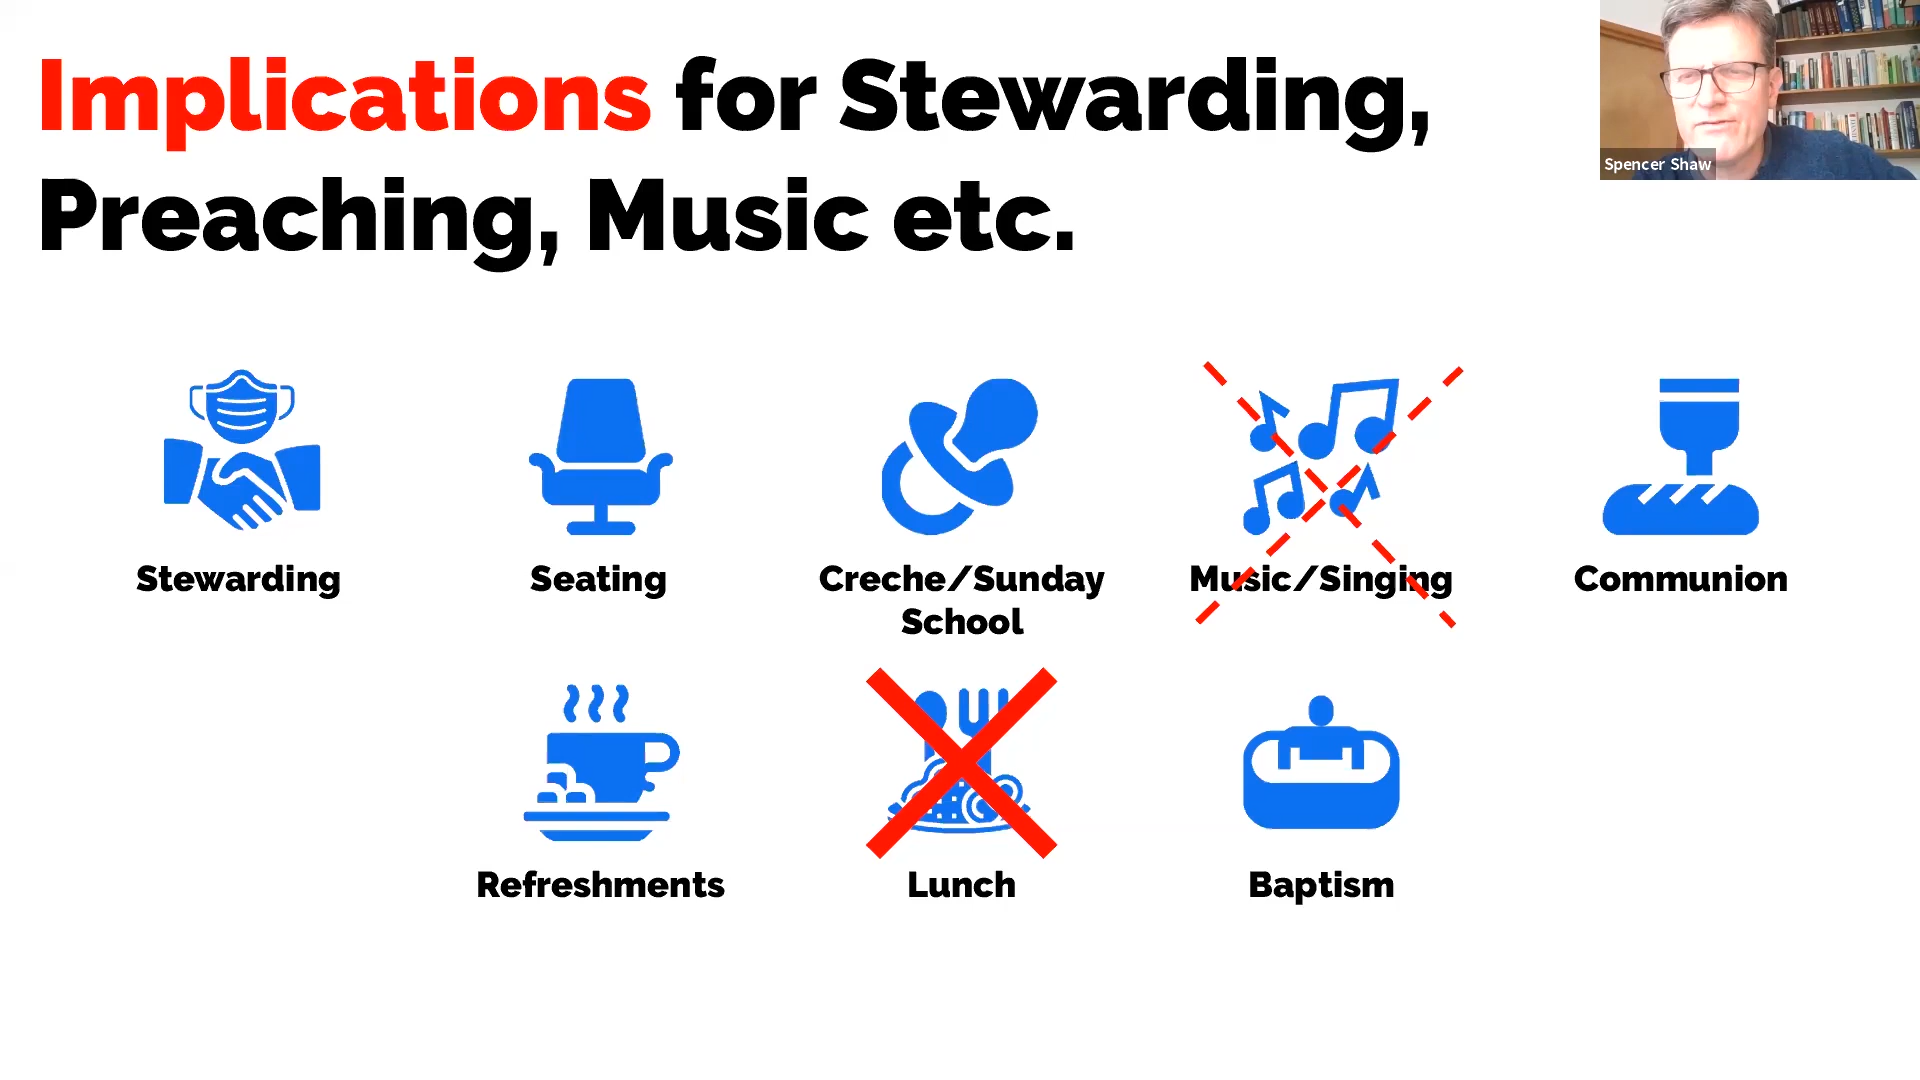 Implications for Stewarding,
Preaching, Music etc.
Spencer Shaw
Stewarding
Seating
Creche/Sunday
School
Music/Singing
Communion
Refreshments
Lunch
Baptism